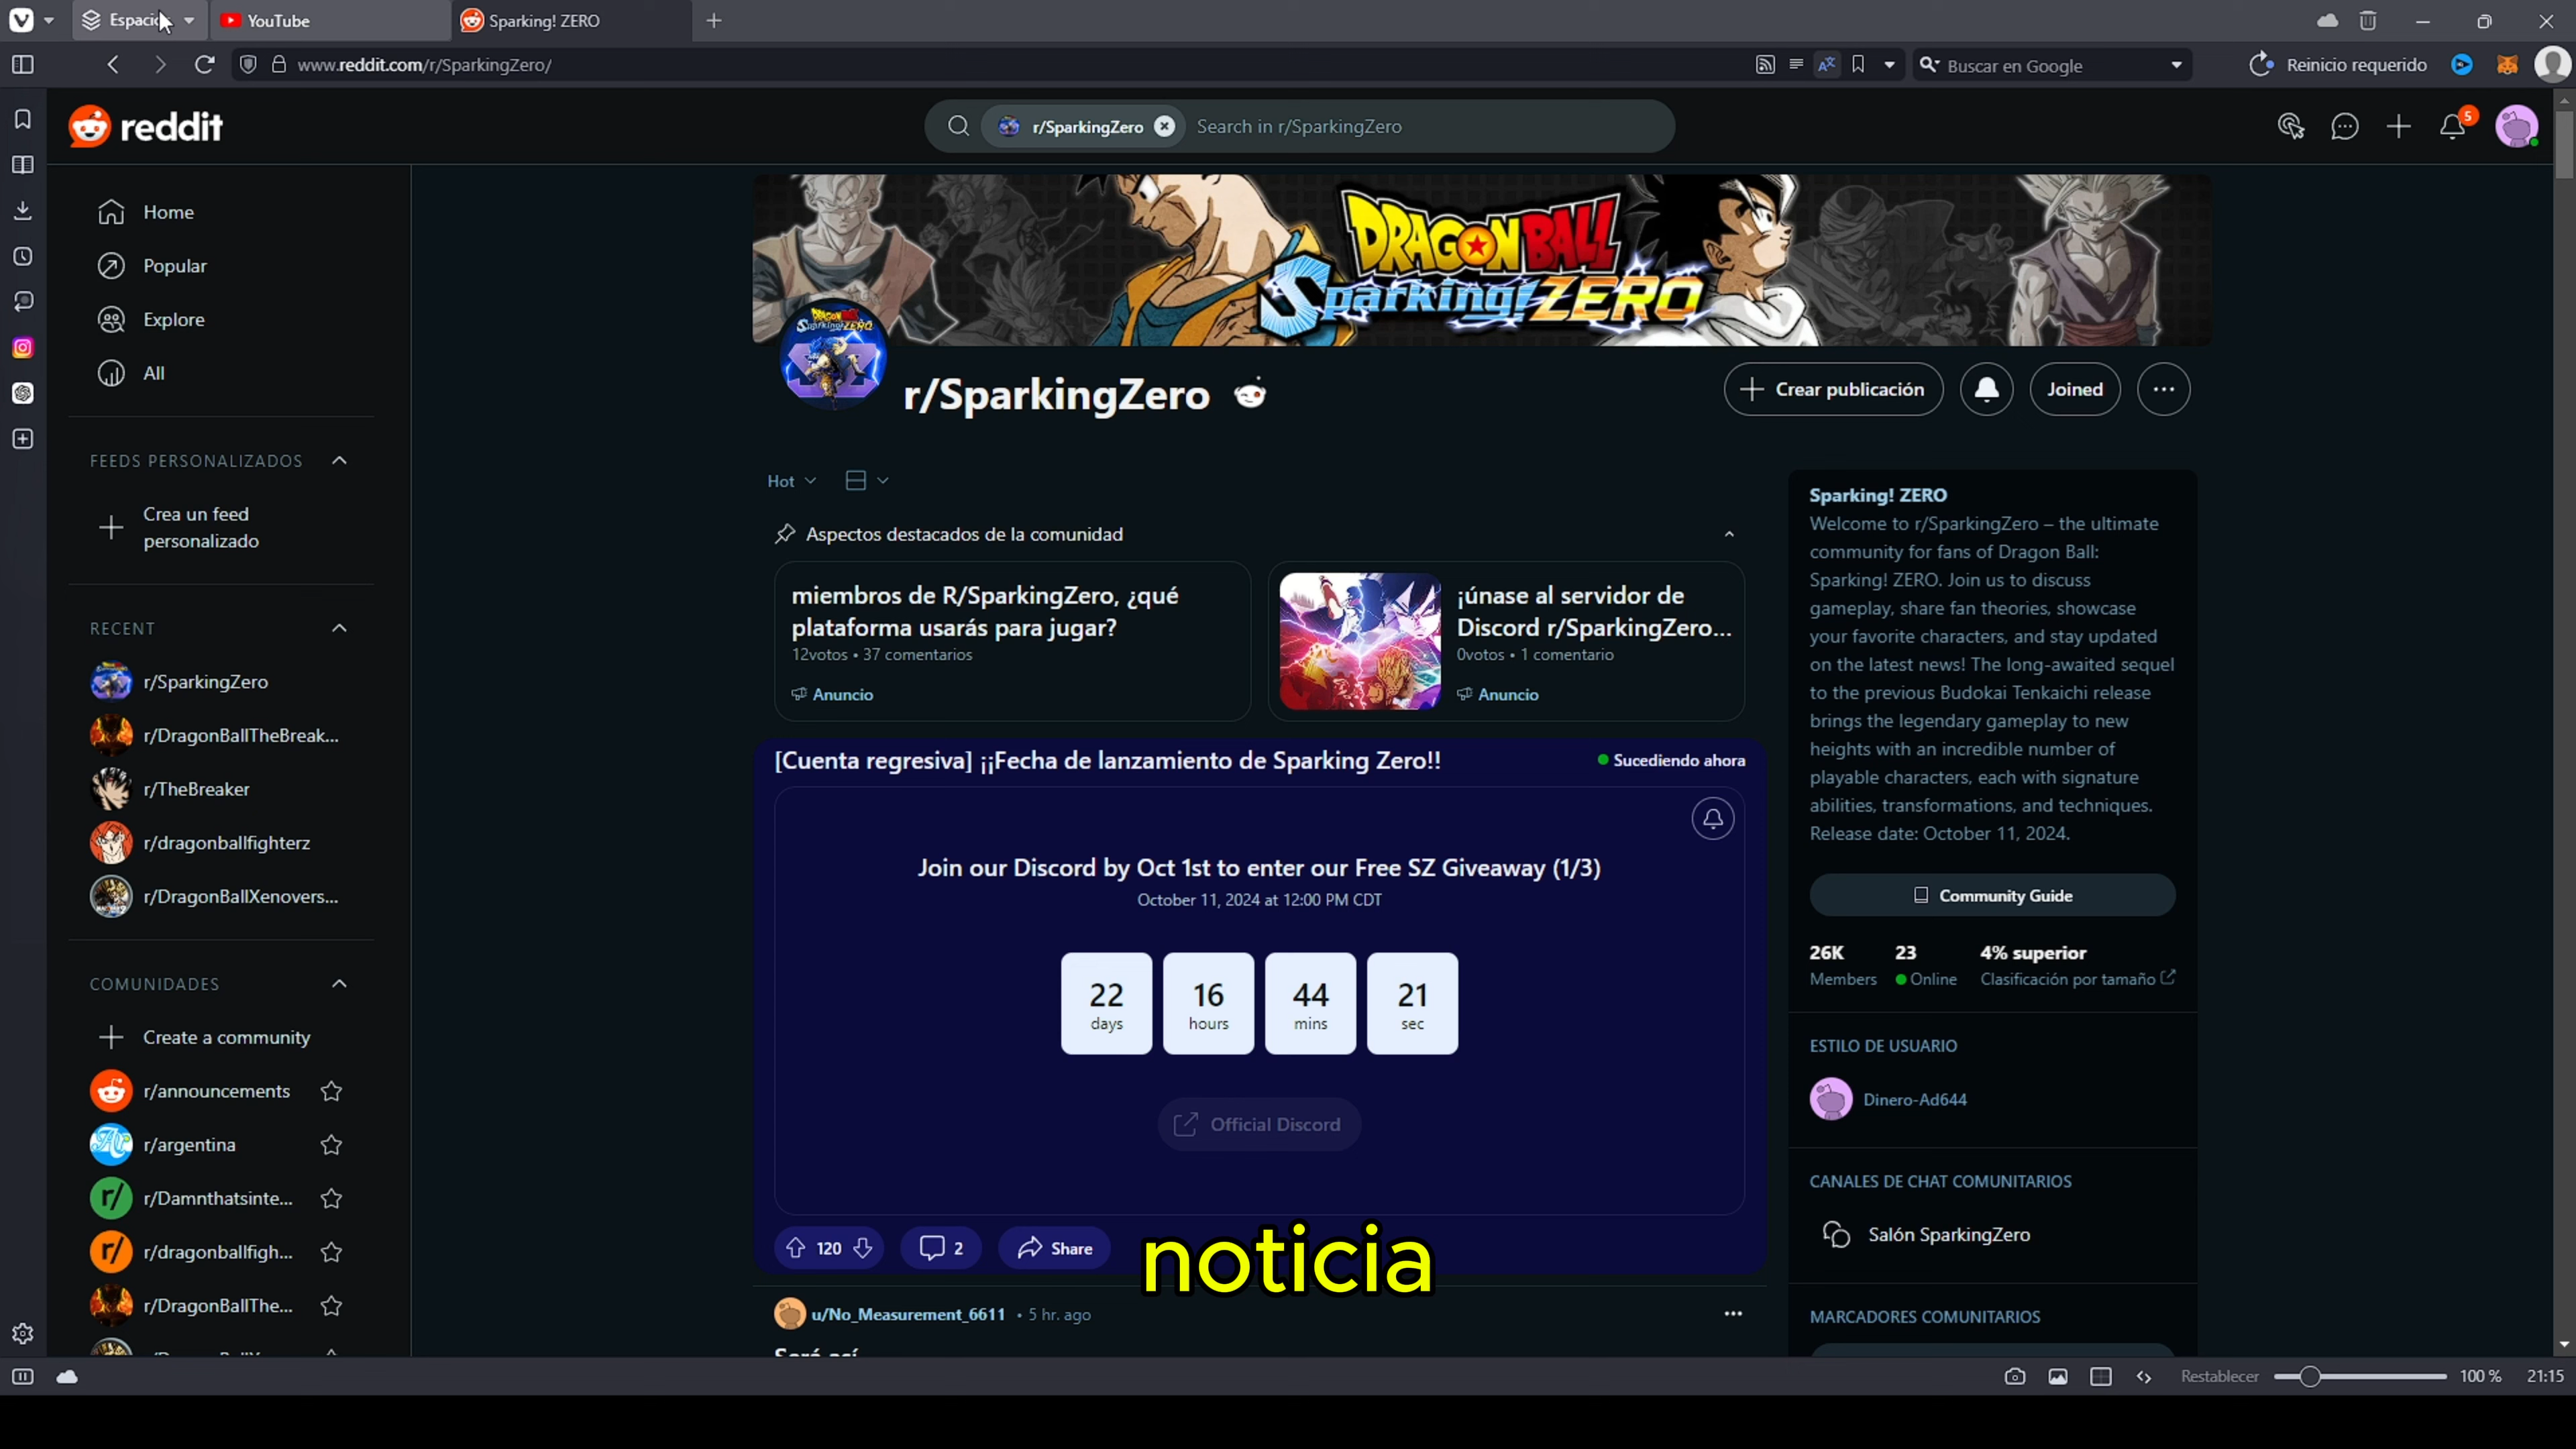 Espacio
YouTube
Sparking! ZERO
www.reddit.com/r/SparkingZero/
Buscar en Google
Reinicio requerido
reddit
r/SparkingZero
Search in r/SparkingZero
5
Home
Popular
Explore
All
FEEDS PERSONALIZADOS
Crea un feed
personalizado
RECENT
r/SparkingZero
r/DragonBallTheBreak...
r/TheBreaker
r/dragonballfighterz
r/DragonBallXenovers...
COMUNIDADES
Create a community
r/announcements
r/argentina
r/Damnthatsinte...
r/dragonballfigh...
r/DragonBallThe...
DRAGON BALL
Sparking! ZERO
r/SparkingZero
Crear publicación
Joined
Hot
Aspectos destacados de la comunidad
miembros de R/SparkingZero, ¿qué
plataforma usarás para jugar?
12votos • 37 comentarios
Anuncio
¡únase al servidor de
Discord r/SparkingZero...
0votos • 1 comentario
Anuncio
[Cuenta regresiva] ¡¡Fecha de lanzamiento de Sparking Zero!!
Sucediendo ahora
Join our Discord by Oct 1st to enter our Free SZ Giveaway (1/3)
October 11, 2024 at 12:00 PM CDT
22 16 44 21
days hours mins sec
Official Discord
120
2
Share
noticia
u/No_Measurement_6611 • 5 hr. ago
Será así
Sparking! ZERO
Welcome to r/SparkingZero – the ultimate
community for fans of Dragon Ball:
Sparking! ZERO. Join us to discuss
gameplay, share fan theories, showcase
your favorite characters, and stay updated
on the latest news! The long-awaited sequel
to the previous Budokai Tenkaichi release
brings the legendary gameplay to new
heights with an incredible number of
playable characters, each with signature
abilities, transformations, and techniques.
Release date: October 11, 2024.
Community Guide
26K 23 4% superior
Members Online Clasificación por tamaño
ESTILO DE USUARIO
Dinero-Ad644
CANALES DE CHAT COMUNITARIOS
Salón SparkingZero
MARCADORES COMUNITARIOS
Restablecer
100 %
21:15